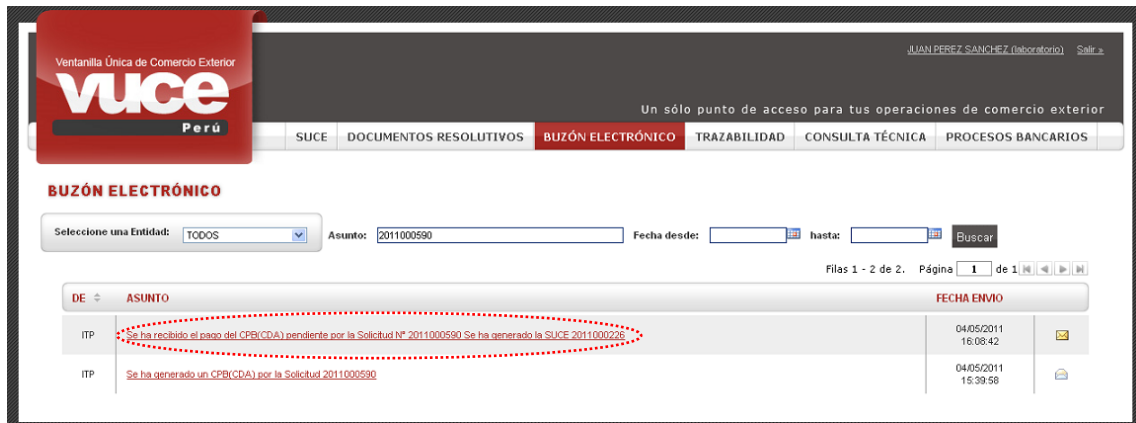 JUAN PEREZ SANCHEZ (laboratorio) Salir »
Ventanilla Única de Comercio Exterior
vuce
Perú
Un sólo punto de acceso para tus operaciones de comercio exterior
SUCE DOCUMENTOS RESOLUTIVOS BUZÓN ELECTRÓNICO TRAZABILIDAD CONSULTA TÉCNICA PROCESOS BANCARIOS
BUZÓN ELECTRÓNICO
Seleccione una Entidad: TODOS Asunto: 2011000590 Fecha desde: hasta: Buscar
Filas 1 - 2 de 2. Página 1 de 1
DE ASUNTO FECHA ENVIO
ITP Se ha recibido el pago del CPB(CDA) pendiente por la Solicitud Nº 2011000590 Se ha generado la SUCE 2011000226 04/05/2011
16:08:42
ITP Se ha generado un CPB(CDA) por la Solicitud 2011000590 04/05/2011
15:39:58